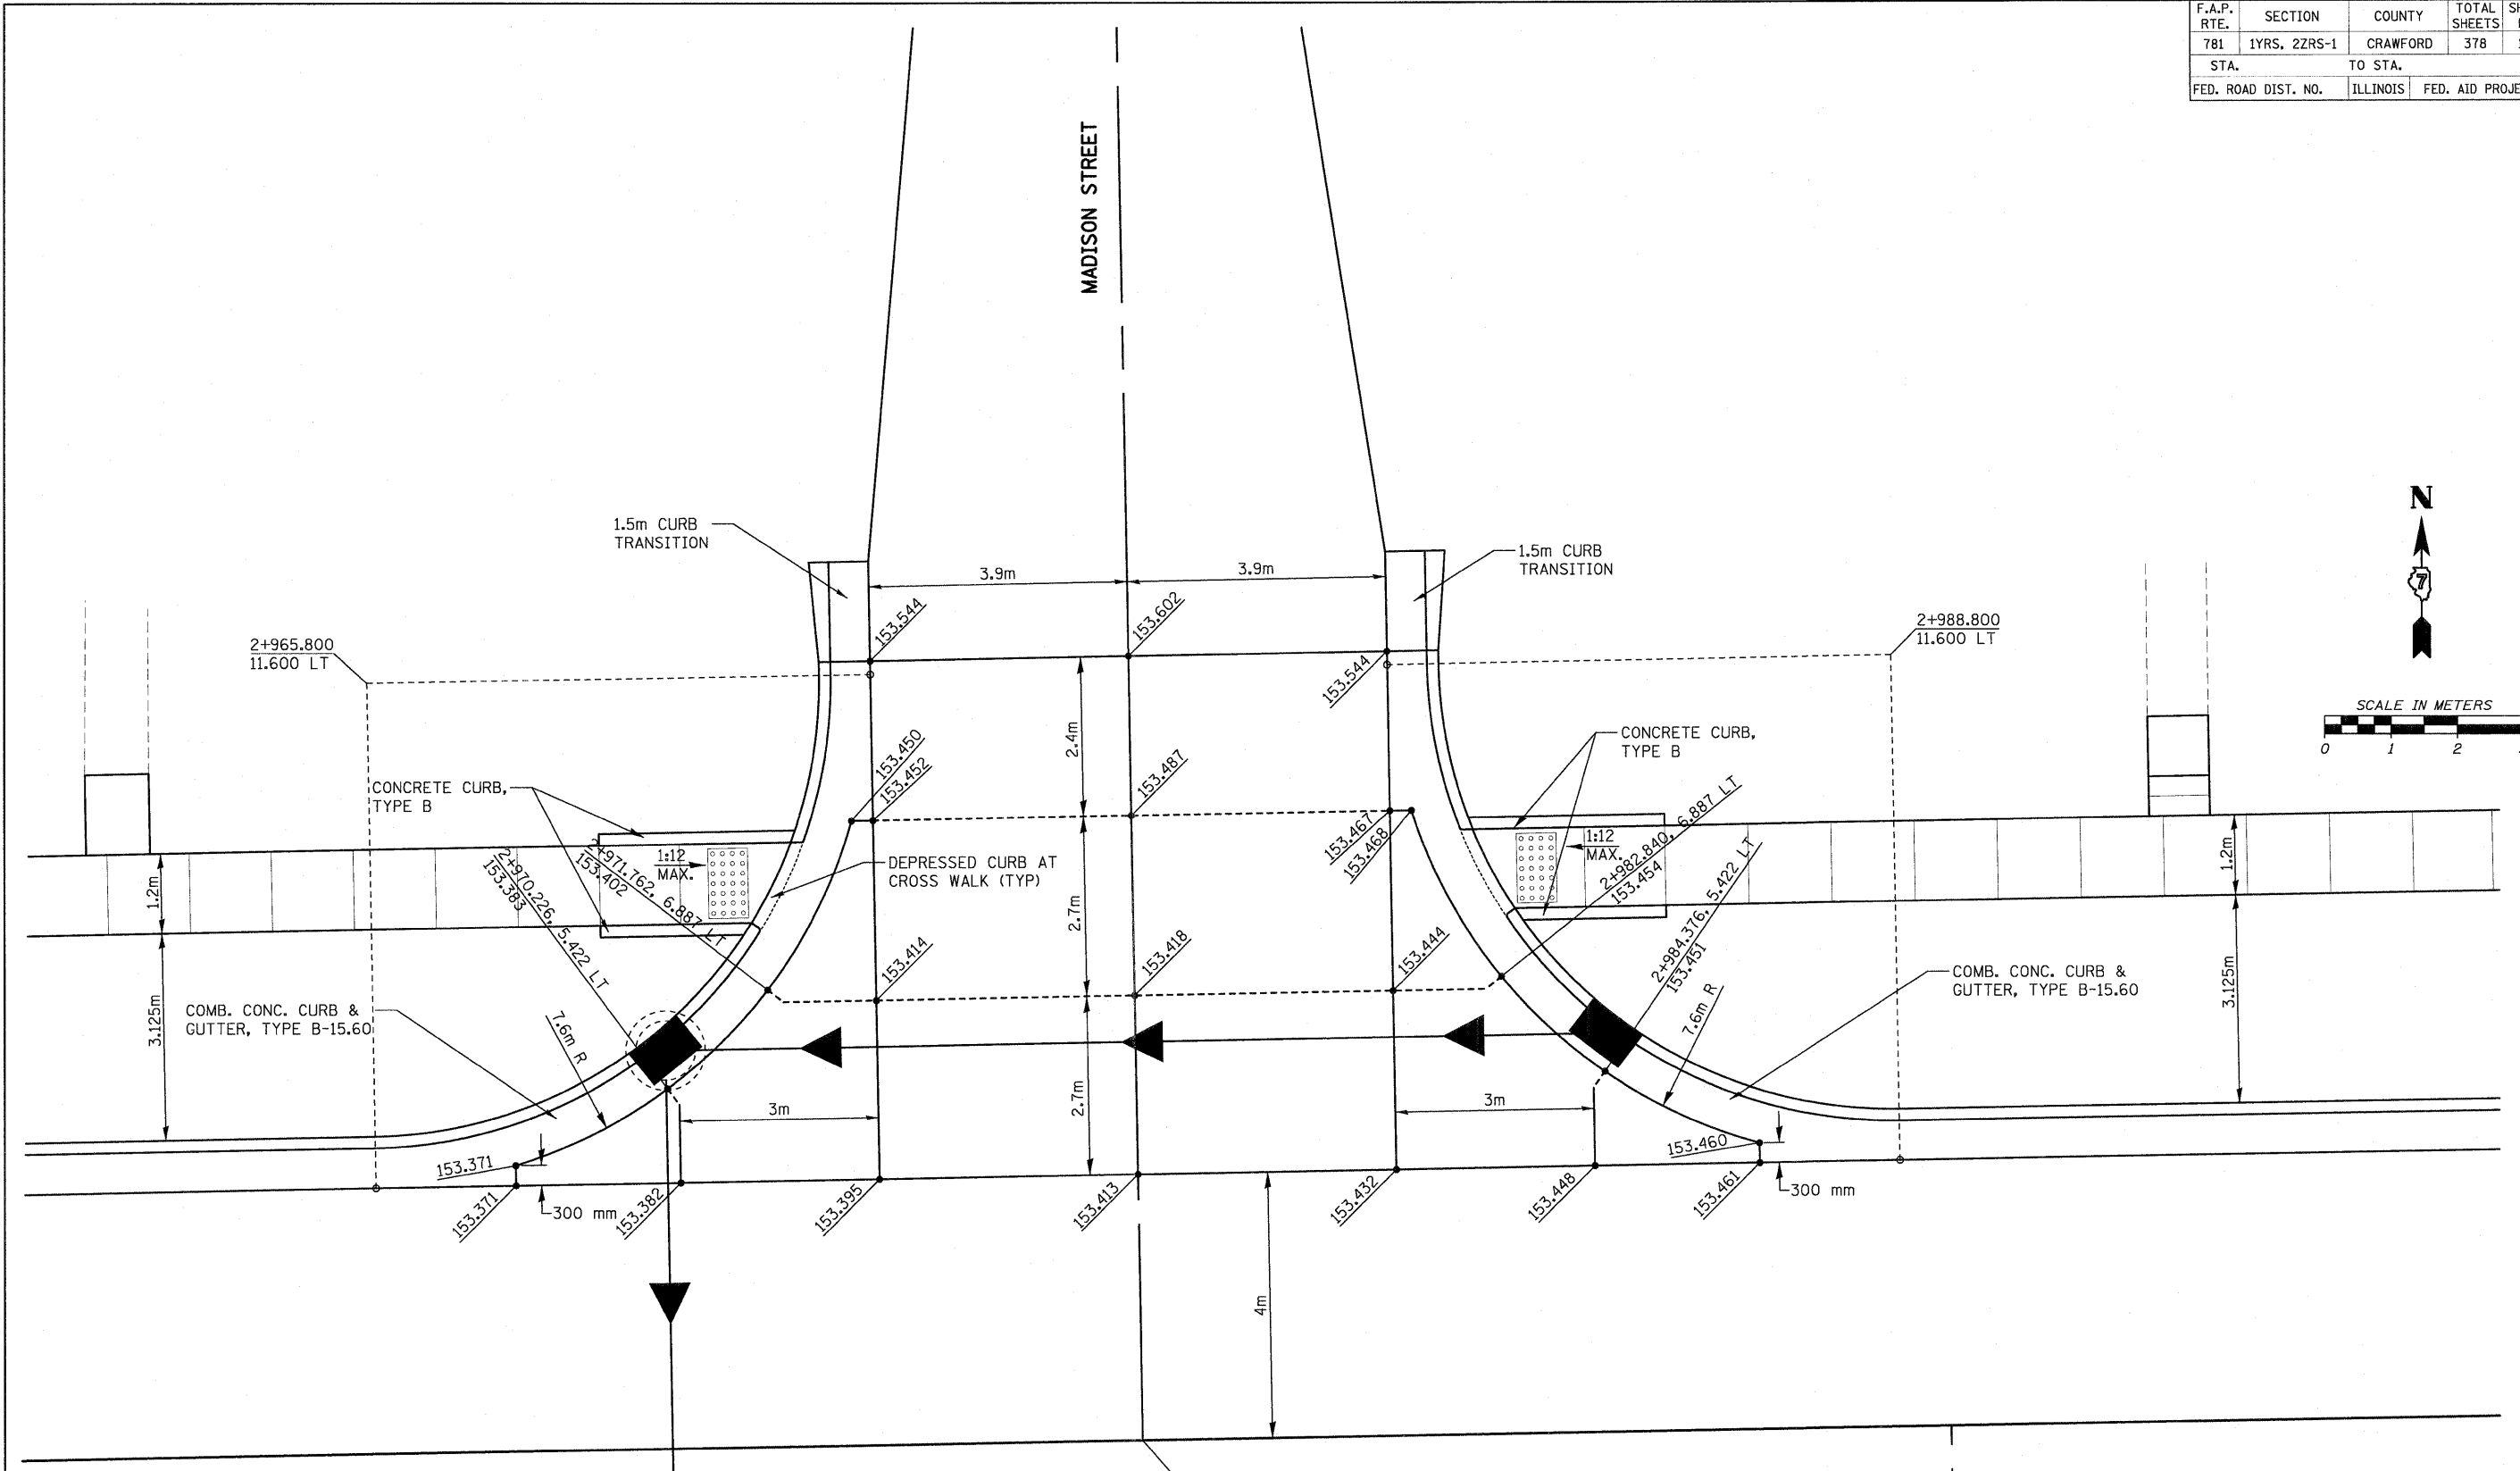 F.A.P. RTE. SECTION COUNTY TOTAL SHEETS
781 1YRS, 2ZRS-1 CRAWFORD 378
STA. TO STA.
FED. ROAD DIST. NO. ILLINOIS FED. AID PROJE
MADISON STREET
N
7
SCALE IN METERS
0 1 2
1.5m CURB
TRANSITION
3.9m
3.9m
1.5m CURB
TRANSITION
153.544
153.602
153.544
2+965.800
11.600 LT
2+988.800
11.600 LT
2.4m
153.450
153.452
153.487
153.467
153.468
CONCRETE CURB,
TYPE B
CONCRETE CURB,
TYPE B
1:12
MAX.
1:12
MAX.
DEPRESSED CURB AT
CROSS WALK (TYP)
1.2m
1.2m
2+970.226, 5.422 LT
153.383
2+971.762, 6.887 LT
153.402
2+982.840, 6.887 LT
153.454
2+984.376, 5.422 LT
153.451
2.7m
153.414
153.418
153.444
3.125m
3.125m
COMB. CONC. CURB &
GUTTER, TYPE B-15.60
COMB. CONC. CURB &
GUTTER, TYPE B-15.60
7.6m R
7.6m R
3m
2.7m
3m
153.371
153.460
153.371
300 mm
153.382
153.395
153.413
153.432
153.448
153.461
300 mm
4m